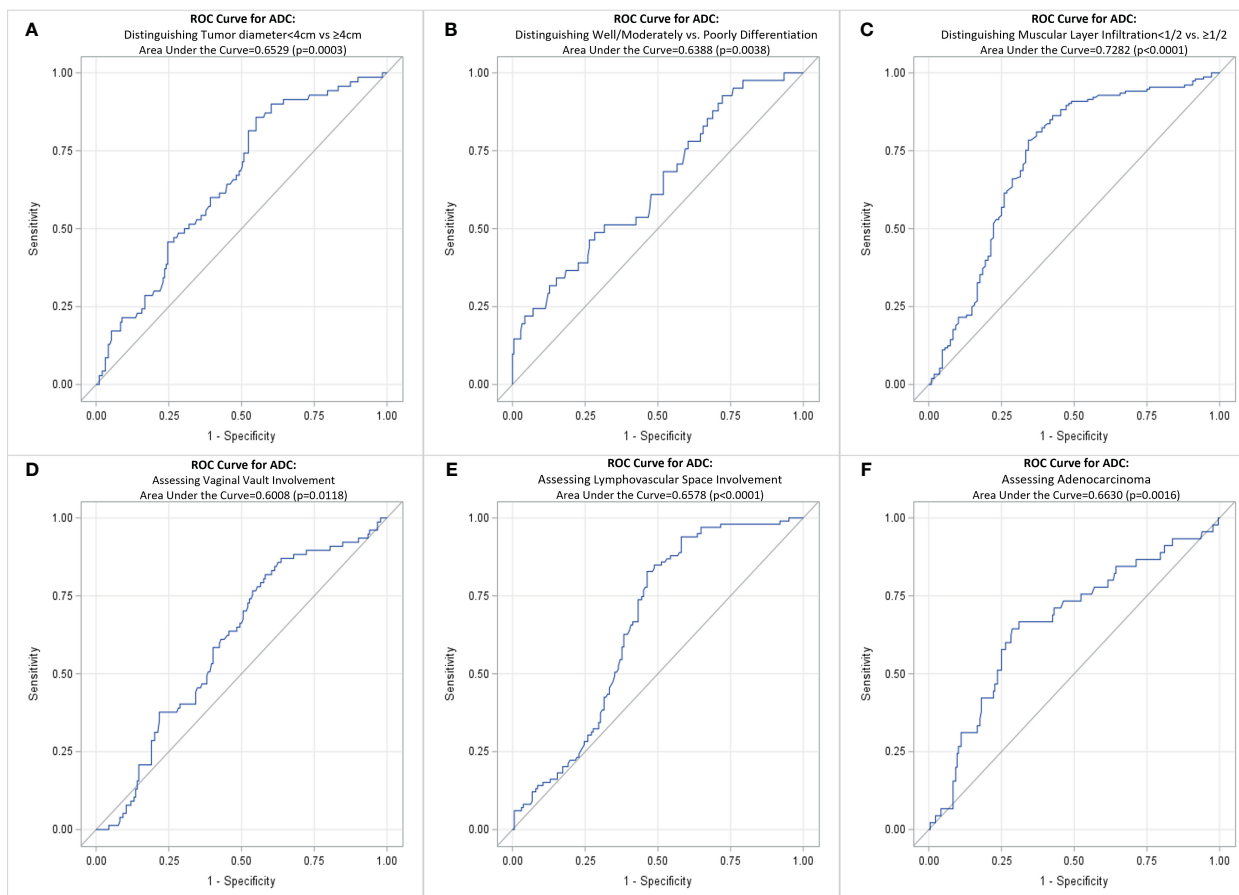 A
ROC Curve for ADC:
Distinguishing Tumor diameter<4cm vs ≥4cm
Area Under the Curve=0.6529 (p=0.0003)
1.00
0.75
0.50
0.25
0.00
Sensitivity
0.00 0.25 0.50 0.75 1.00
1 - Specificity
B
ROC Curve for ADC:
Distinguishing Well/Moderately vs. Poorly Differentiation
Area Under the Curve=0.6388 (p=0.0038)
1.00
0.75
0.50
0.25
0.00
Sensitivity
0.00 0.25 0.50 0.75 1.00
1 - Specificity
C
ROC Curve for ADC:
Distinguishing Muscular Layer Infiltration<1/2 vs. ≥1/2
Area Under the Curve=0.7282 (p<0.0001)
1.00
0.75
0.50
0.25
0.00
Sensitivity
0.00 0.25 0.50 0.75 1.00
1 - Specificity
D
ROC Curve for ADC:
Assessing Vaginal Vault Involvement
Area Under the Curve=0.6008 (p=0.0118)
1.00
0.75
0.50
0.25
0.00
Sensitivity
0.00 0.25 0.50 0.75 1.00
1 - Specificity
E
ROC Curve for ADC:
Assessing Lymphovascular Space Involvement
Area Under the Curve=0.6578 (p<0.0001)
1.00
0.75
0.50
0.25
0.00
Sensitivity
0.00 0.25 0.50 0.75 1.00
1 - Specificity
F
ROC Curve for ADC:
Assessing Adenocarcinoma
Area Under the Curve=0.6630 (p=0.0016)
1.00
0.75
0.50
0.25
0.00
Sensitivity
0.00 0.25 0.50 0.75 1.00
1 - Specificity